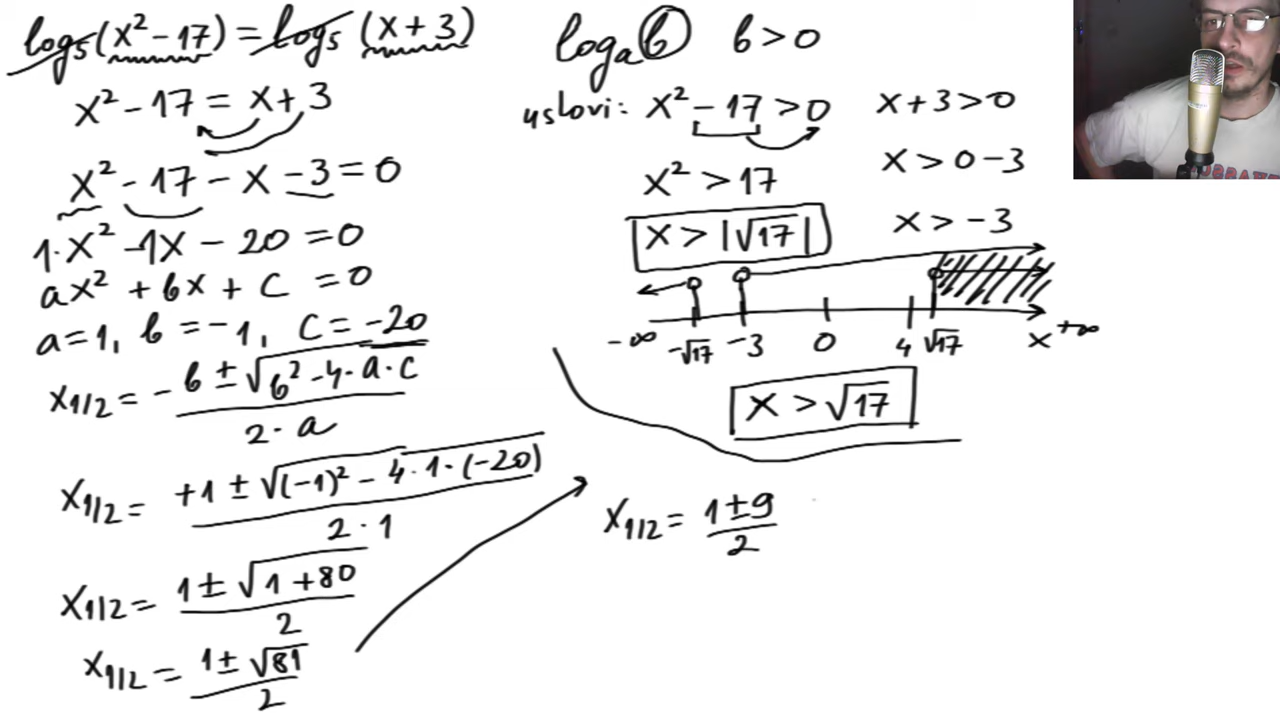 log₅(x²-17) = log₅(x+3)
x²-17 = x+3
x²-17-x-3=0
1·x²-1x-20=0
ax²+bx+c=0
a=1, b=-1, c=-20
x₁/₂ = -b±√(b²-4·a·c) / 2·a
x₁/₂ = +1±√((-1)²-4·1·(-20)) / 2·1
x₁/₂ = 1±√(1+80) / 2
x₁/₂ = 1±√81 / 2
logₐb b>0
uslovi: x²-17>0 x+3>0
x²>17 x>0-3
x>|√17| x>-3
-∞ -√17 -3 0 4 √17 x +∞
x>√17
x₁/₂ = 1±9 / 2